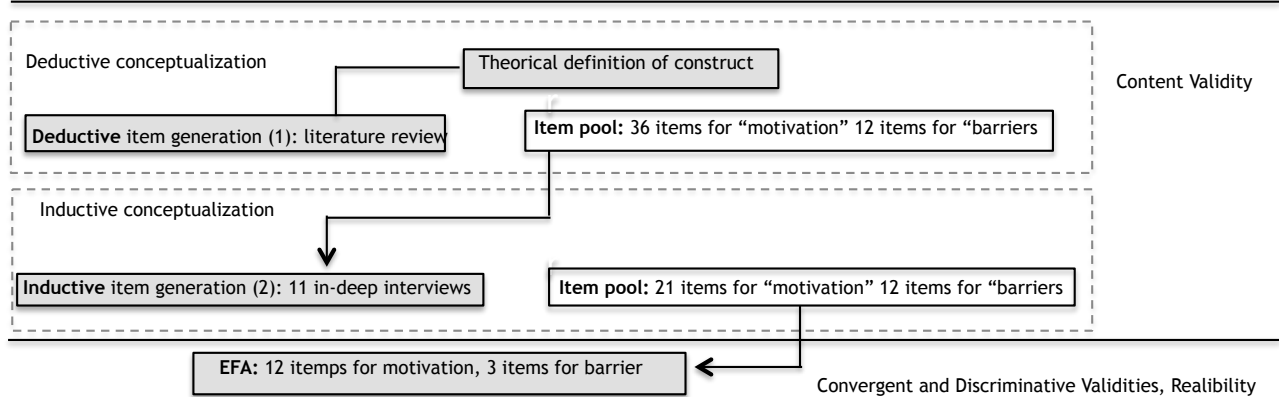 Deductive conceptualization
Theorical definition of construct
Content Validity
Deductive item generation (1): literature review
Item pool: 36 items for “motivation” 12 items for “barriers
Inductive conceptualization
Inductive item generation (2): 11 in-deep interviews
Item pool: 21 items for “motivation” 12 items for “barriers
EFA: 12 itemps for motivation, 3 items for barrier
Convergent and Discriminative Validities, Realibility